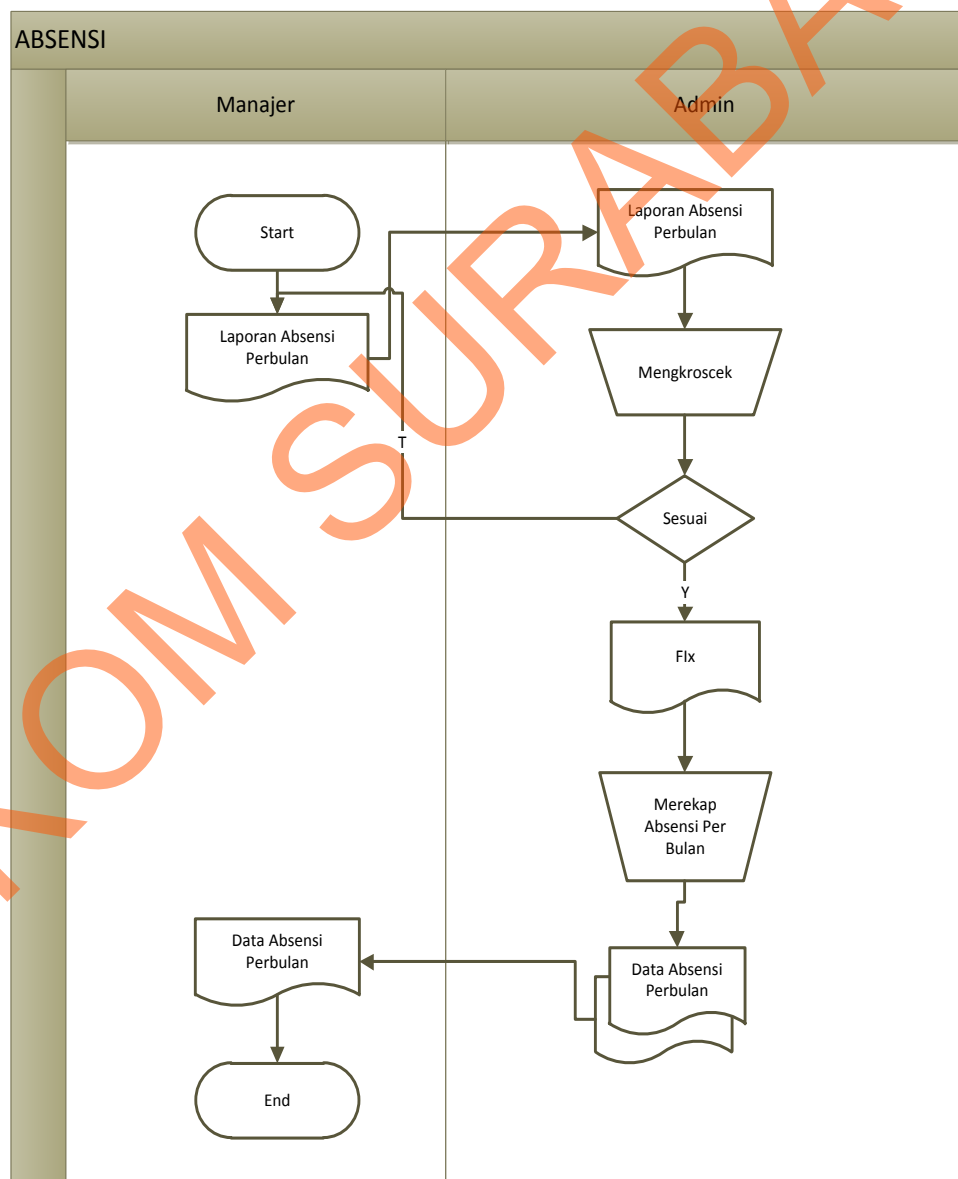 ABSENSI
Manajer
Admin
Start
Laporan Absensi
Perbulan
Laporan Absensi
Perbulan
Mengkroscek
T
Sesuai
Y
FIx
Merekap
Absensi Per
Bulan
Data Absensi
Perbulan
Data Absensi
Perbulan
End
OM SURABA